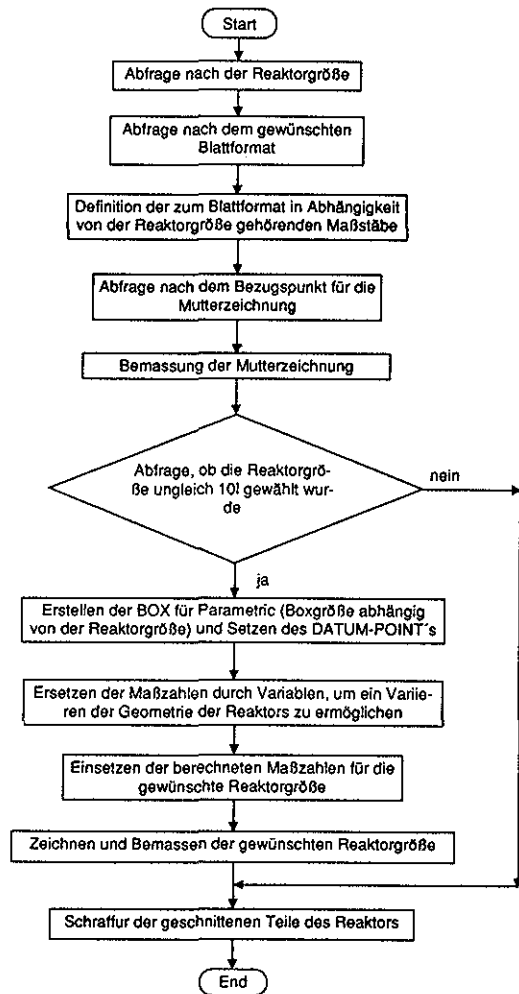 Start
Abfrage nach der Reaktorgröße
Abfrage nach dem gewünschten
Blattformat
Definition der zum Blattformat in Abhängigkeit
von der Reaktorgröße gehörenden Maßstäbe
Abfrage nach dem Bezugspunkt für die
Mutterzeichnung
Bemassung der Mutterzeichnung
Abfrage, ob die Reaktorgrö-
ße ungleich 10l gewählt wur-
de
nein
ja
Erstellen der BOX für Parametric (Boxgröße abhängig
von der Reaktorgröße) und Setzen des DATUM-POINT´s
Ersetzen der Maßzahlen durch Variablen, um ein Variie-
ren der Geometrie der Reaktors zu ermöglichen
Einsetzen der berechneten Maßzahlen für die
gewünschte Reaktorgröße
Zeichnen und Bemassen der gewünschten Reaktorgröße
Schraffur der geschnittenen Teile des Reaktors
End